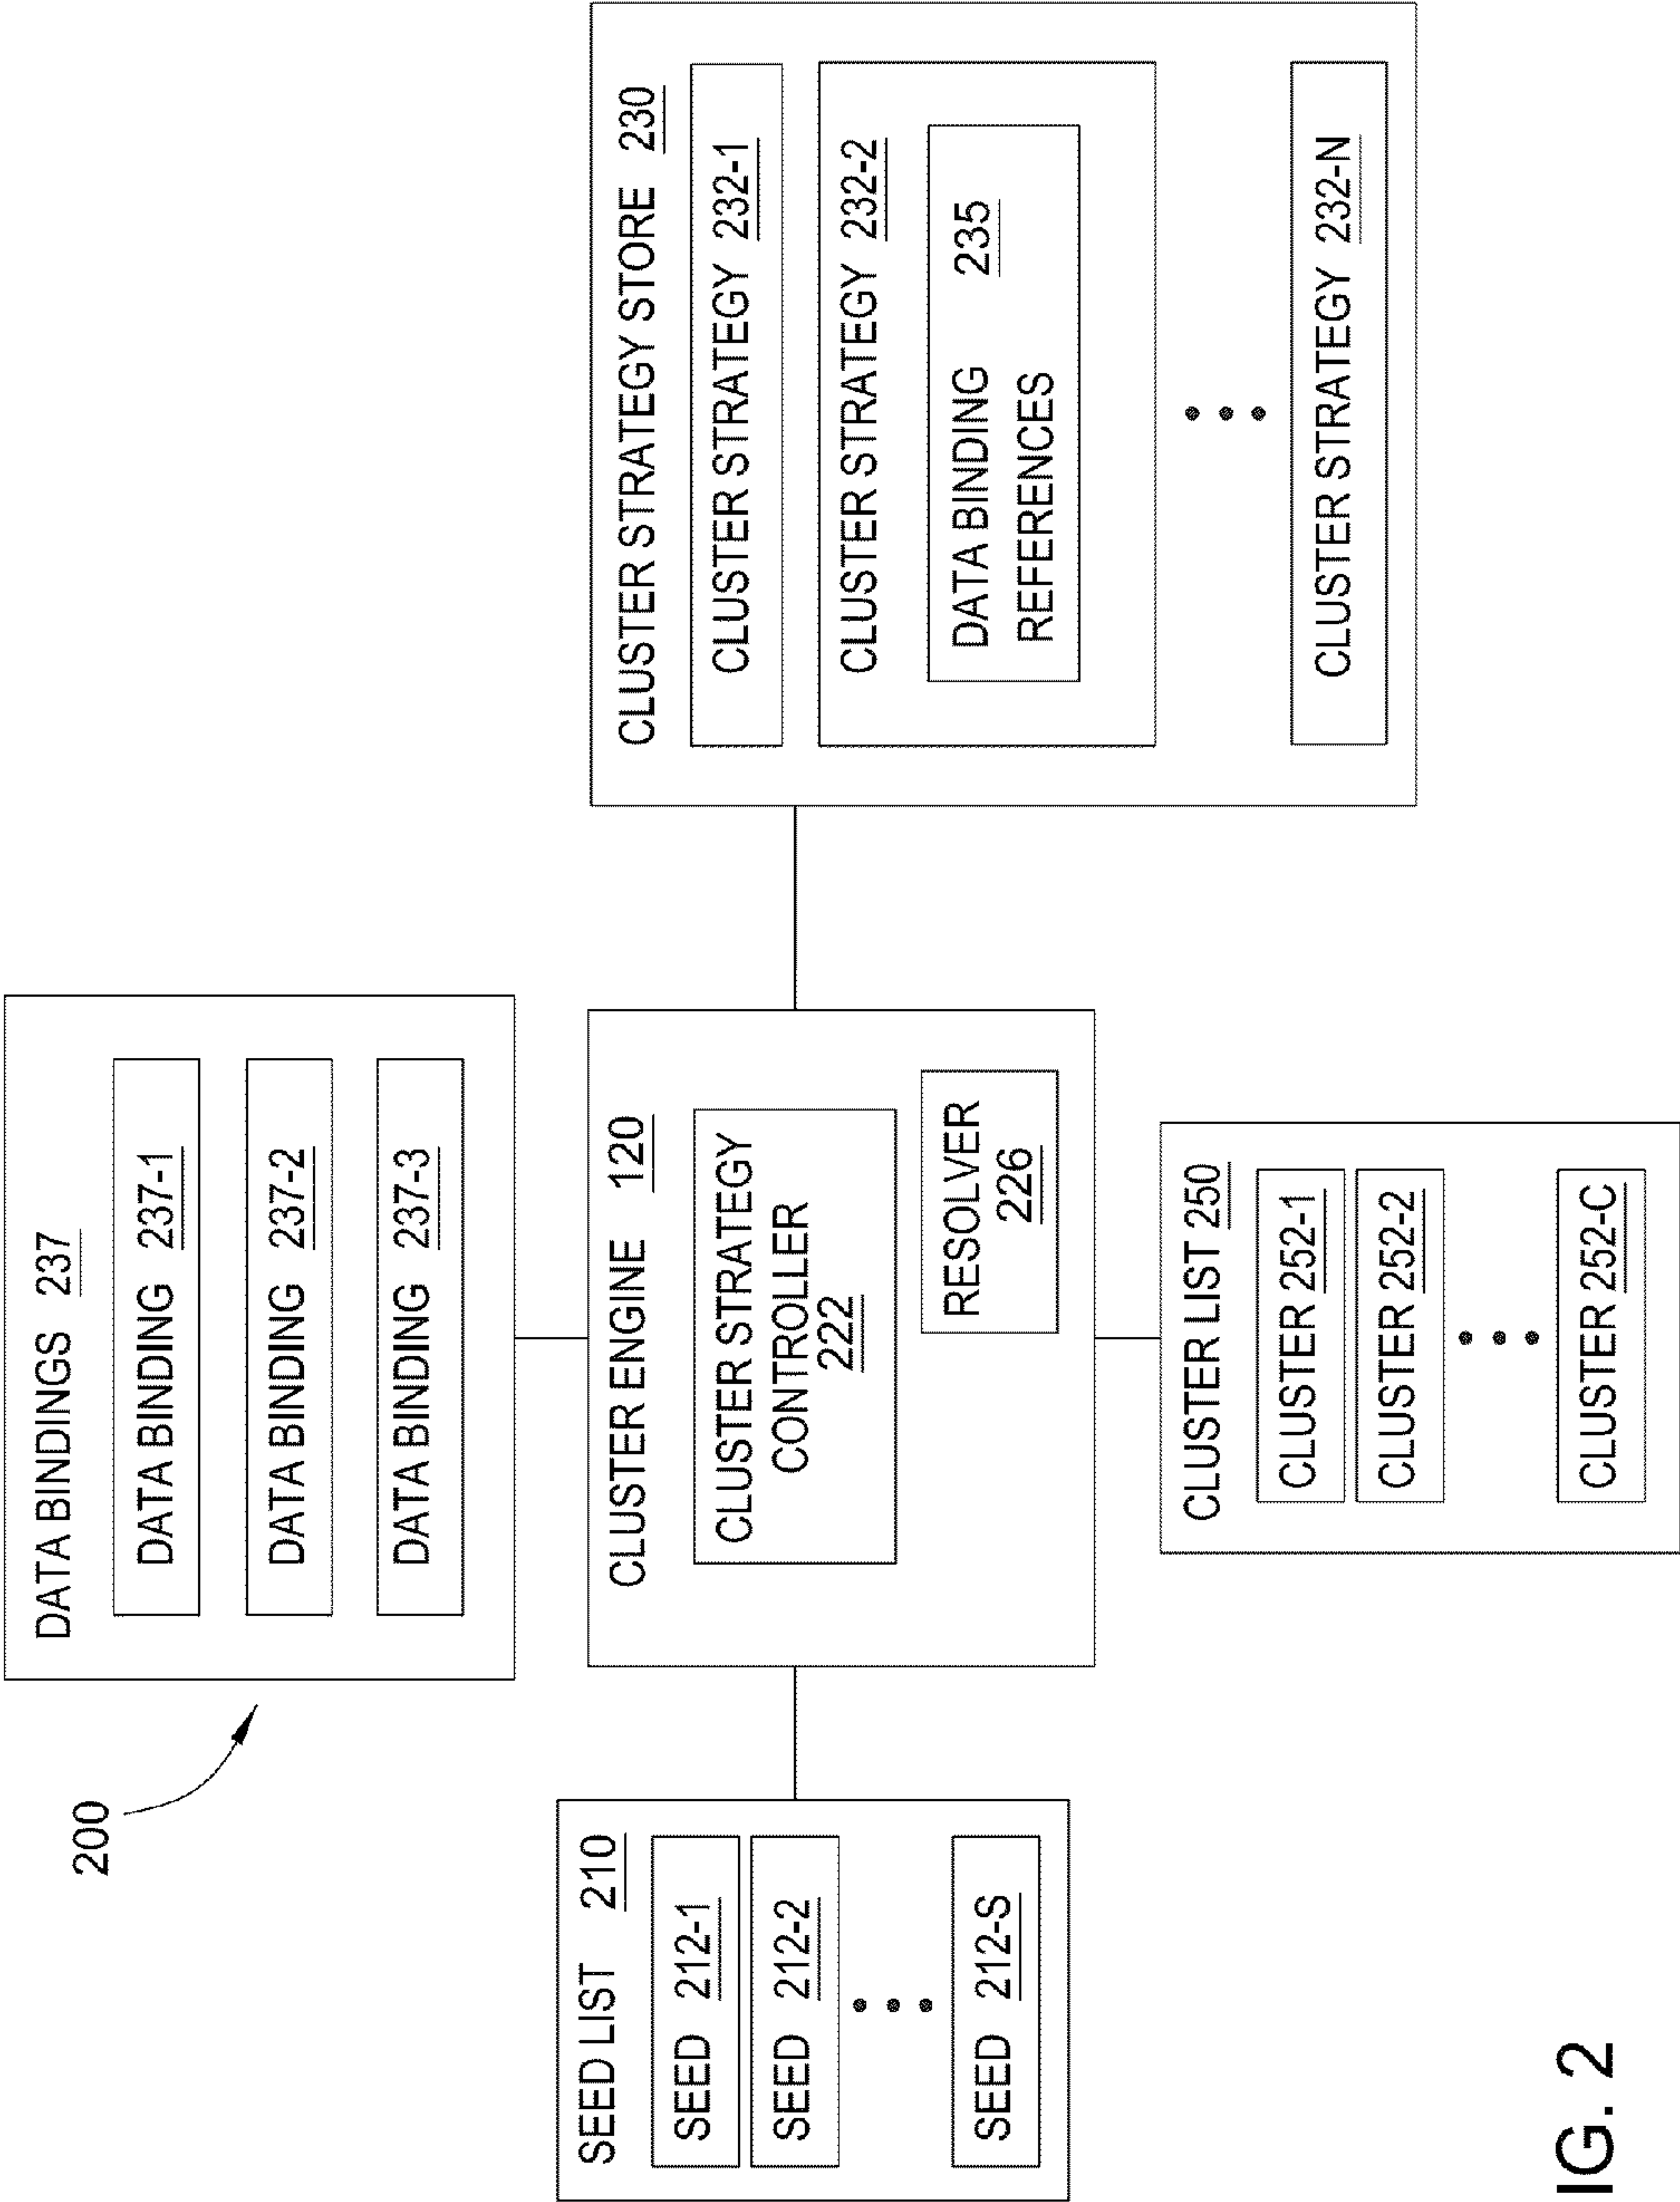 200
DATA BINDINGS 237
DATA BINDING 237-1
DATA BINDING 237-2
DATA BINDING 237-3
SEED LIST 210
SEED 212-1
SEED 212-2
SEED 212-S
CLUSTER ENGINE 120
CLUSTER STRATEGY
CONTROLLER
222
RESOLVER
226
CLUSTER STRATEGY STORE 230
CLUSTER STRATEGY 232-1
CLUSTER STRATEGY 232-2
DATA BINDING 235
REFERENCES
CLUSTER STRATEGY 232-N
CLUSTER LIST 250
CLUSTER 252-1
CLUSTER 252-2
CLUSTER 252-C
IG. 2